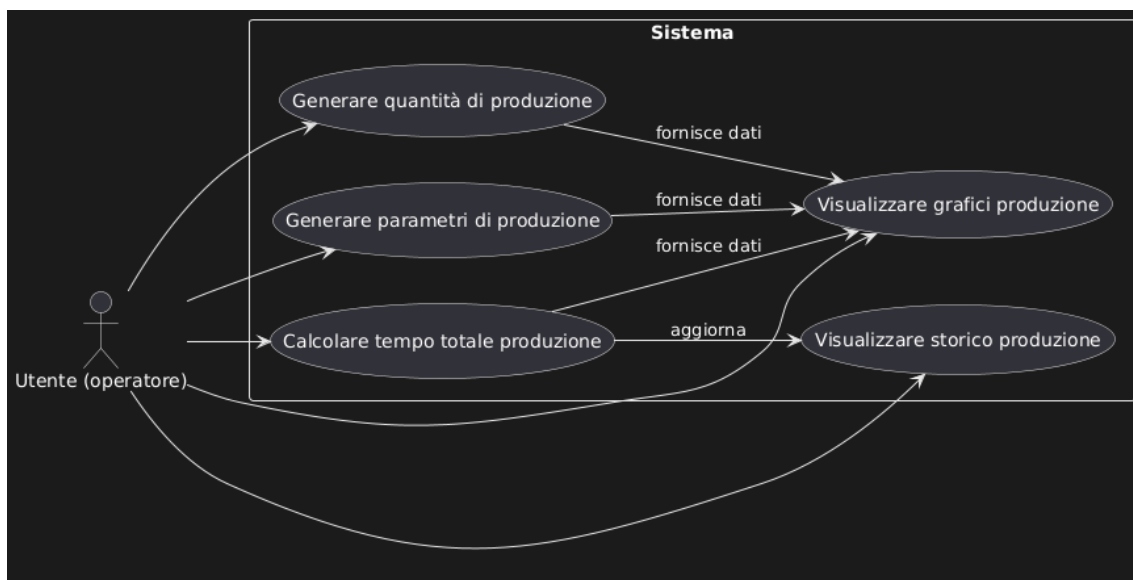 Sistema
Generare quantità di produzione
fornisce dati
Generare parametri di produzione
fornisce dati
Visualizzare grafici produzione
fornisce dati
Calcolare tempo totale produzione
aggiorna
Visualizzare storico produzione
Utente (operatore)